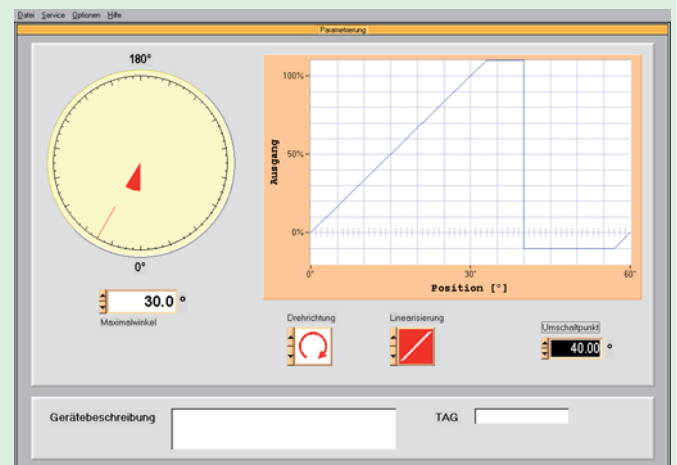 Datei Service Optionen Hilfe
Parametrierung
180°
0°
30.0 °
Maximalwinkel
100%
50%
0%
Ausgang
0° 30° 60°
Position [°]
Drehrichtung
Linearisierung
Umschaltpunkt
40.00 °
Gerätebeschreibung
TAG